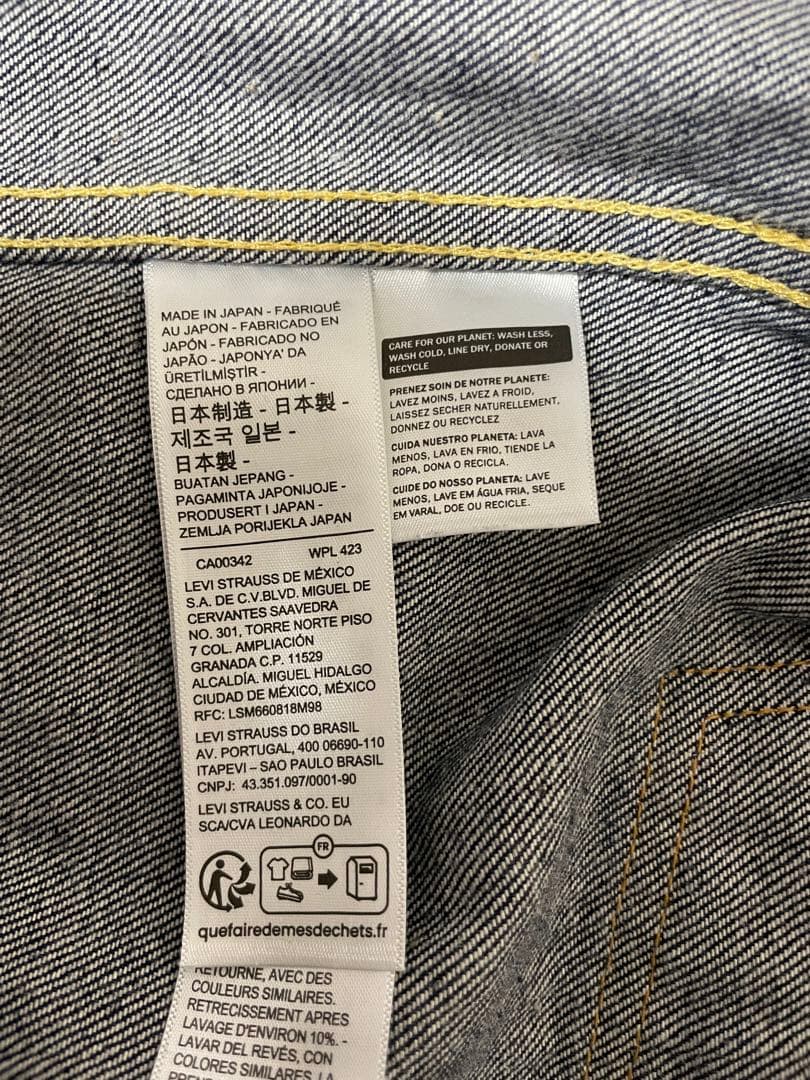 MADE IN JAPAN - FABRIQUÉ
AU JAPON - FABRICADO EN
JAPÓN - FABRICADO NO
JAPÃO - JAPONYA' DA
ÜRETİLMİŞTİR -
СДЕЛАНО В ЯПОНИИ -
日本制造 - 日本製 -
제조국 일본 -
日本製 -
BUATAN JEPANG -
PAGAMINTA JAPONIJOJE -
PRODUSERT I JAPAN -
ZEMLJA PORIJEKLA JAPAN
CA00342 WPL 423
LEVI STRAUSS DE MÉXICO
S.A. DE C.V.BLVD. MIGUEL DE
CERVANTES SAAVEDRA
NO. 301, TORRE NORTE PISO
7 COL. AMPLIACIÓN
GRANADA C.P. 11529
ALCALDÍA. MIGUEL HIDALGO
CIUDAD DE MÉXICO, MÉXICO
RFC: LSM660818M98
LEVI STRAUSS DO BRASIL
AV. PORTUGAL, 400 06690-110
ITAPEVI – SAO PAULO BRASIL
CNPJ: 43.351.097/0001-90
LEVI STRAUSS & CO. EU
SCA/CVA LEONARDO DA
FR
quefairedemesdechets.fr
RETOURNE, AVEC DES
COULEURS SIMILAIRES.
RETRECISSEMENT APRES
LAVAGE D'ENVIRON 10%. -
LAVAR DEL REVÉS, CON
COLORES SIMILARES. LA
CARE FOR OUR PLANET: WASH LESS,
WASH COLD, LINE DRY, DONATE OR
RECYCLE
PRENEZ SOIN DE NOTRE PLANETE:
LAVEZ MOINS, LAVEZ A FROID,
LAISSEZ SECHER NATURELLEMENT,
DONNEZ OU RECYCLEZ
CUIDA NUESTRO PLANETA: LAVA
MENOS, LAVA EN FRIO, TIENDE LA
ROPA, DONA O RECICLA.
CUIDE DO NOSSO PLANETA: LAVE
MENOS, LAVE EM ÁGUA FRIA, SEQUE
EM VARAL, DOE OU RECICLE.